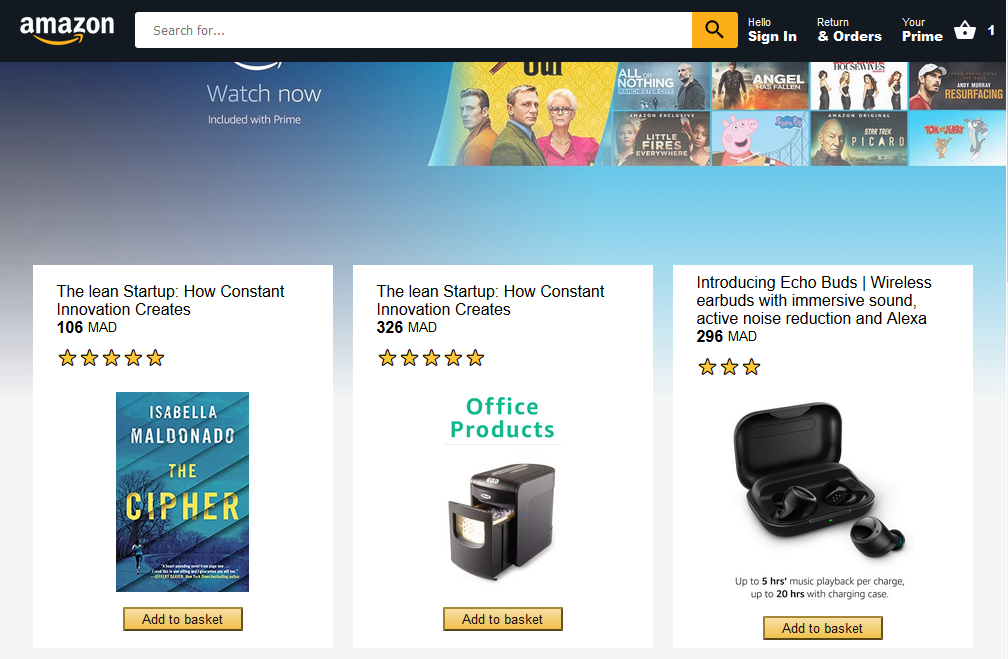 amazon
Search for...
Hello
Sign In
Return
& Orders
Your
Prime
1
Watch now
Included with Prime
Out
ALL OR
NOTHING
MANCHESTER CITY
ANGEL
HAS FALLEN
HOUSEWIVES
ANDY MURRAY
RESURFACING
AMAZON EXCLUSIVE
LITTLE
FIRES
EVERYWHERE
Peppa Pig
AMAZON ORIGINAL
STAR TREK
PICARD
TOM AND JERRY
The lean Startup: How Constant
Innovation Creates
106 MAD
ISABELLA
MALDONADO
THE
CIPHER
"A heart-pounding novel from page one . . .
I read this in one sitting and I guarantee you will too."
—JEFFERY DEAVER, New York Times bestselling author
Add to basket
The lean Startup: How Constant
Innovation Creates
326 MAD
Office
Products
Add to basket
Introducing Echo Buds | Wireless
earbuds with immersive sound,
active noise reduction and Alexa
296 MAD
Up to 5 hrs' music playback per charge,
up to 20 hrs with charging case.
Add to basket